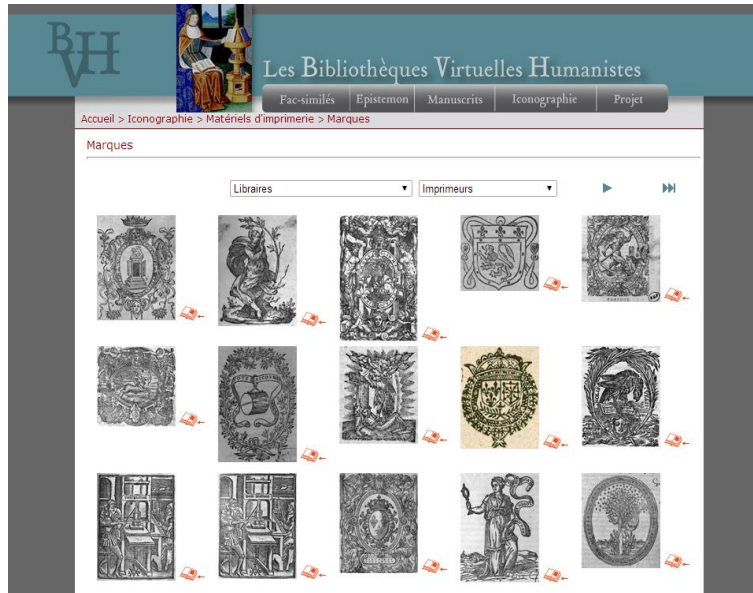 BVH
Les Bibliothèques Virtuelles Humanistes
Fac-similés Epistemon Manuscrits Iconographie Projet
Accueil > Iconographie > Matériels d'imprimerie > Marques
Marques
Libraires Imprimeurs